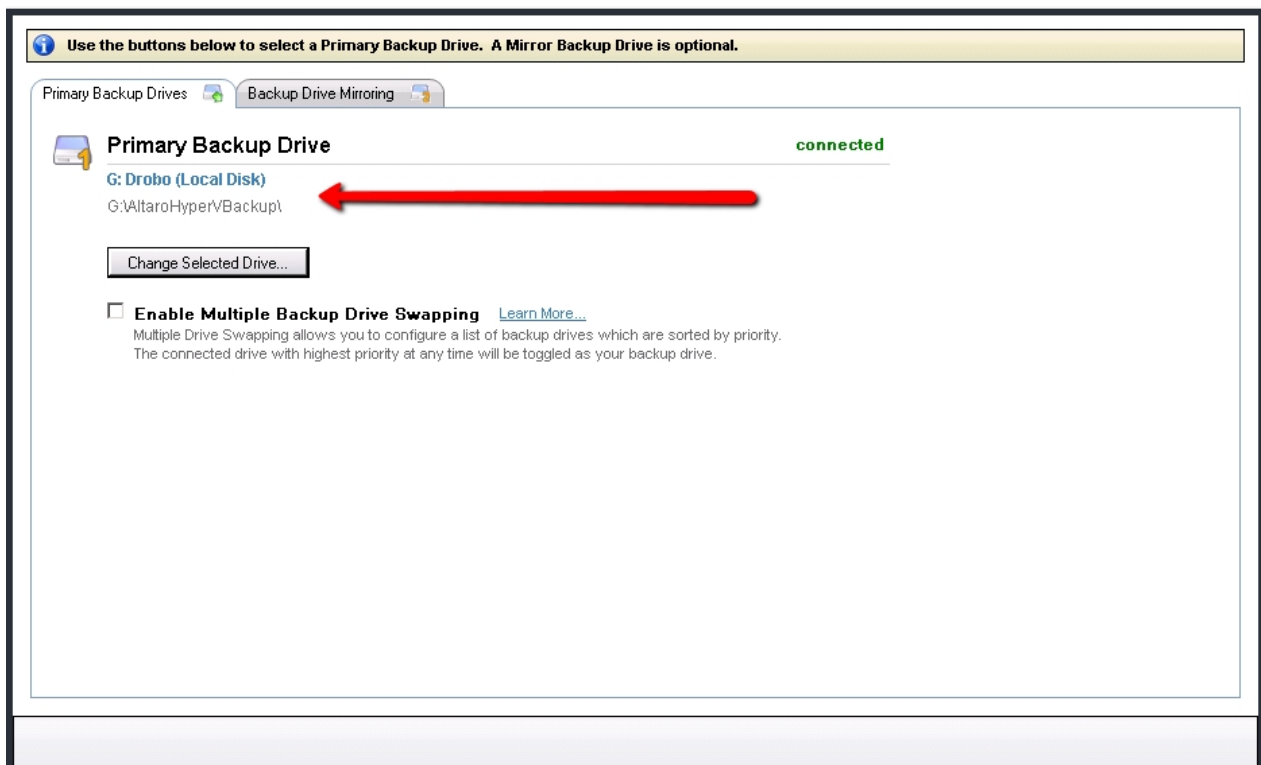 Use the buttons below to select a Primary Backup Drive. A Mirror Backup Drive is optional.
Primary Backup Drives
Backup Drive Mirroring
Primary Backup Drive
connected
G: Drobo (Local Disk)
G:\AltaroHyperVBackup\
Change Selected Drive...
Enable Multiple Backup Drive Swapping Learn More...
Multiple Drive Swapping allows you to configure a list of backup drives which are sorted by priority.
The connected drive with highest priority at any time will be toggled as your backup drive.